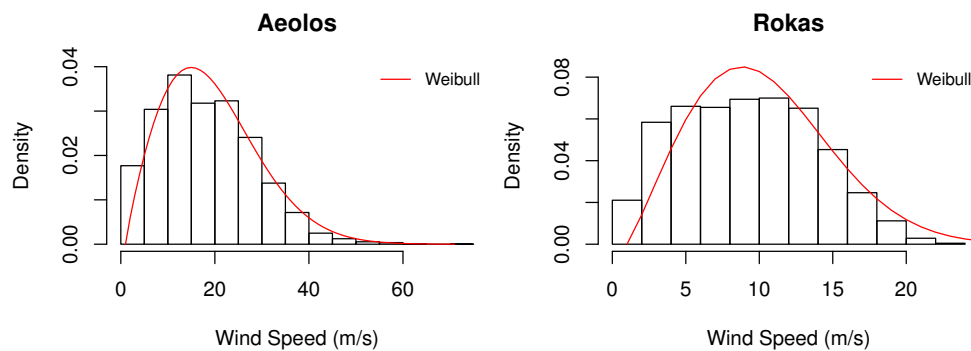 Aeolos
Density
0.00
0.02
0.04
Weibull
0
20
40
60
Wind Speed (m/s)
Rokas
Density
0.00
0.04
0.08
Weibull
0
5
10
15
20
Wind Speed (m/s)